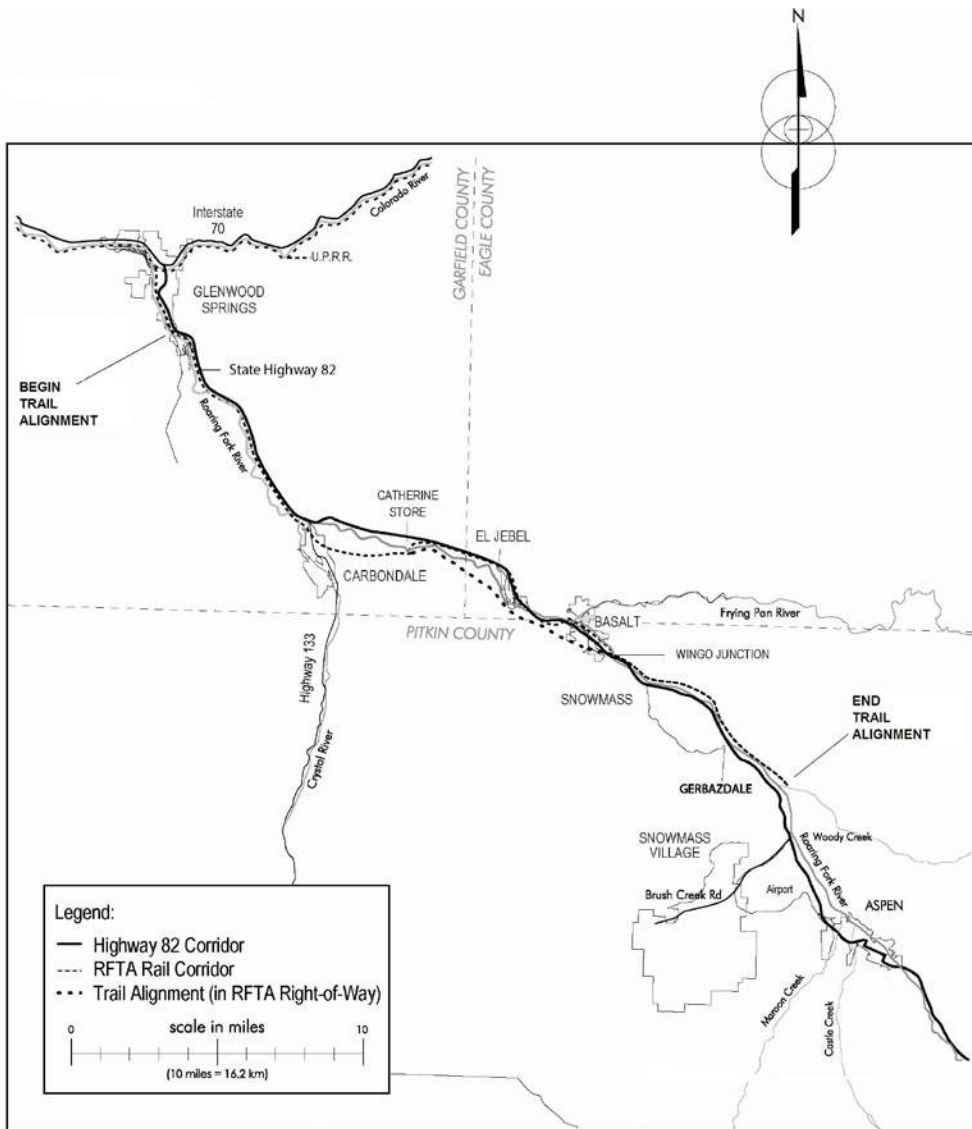 N
Interstate
70
Colorado River
U.P.R.R.
GARFIELD COUNTY
EAGLE COUNTY
GLENWOOD
SPRINGS
State Highway 82
BEGIN
TRAIL
ALIGNMENT
Roaring Fork River
CATHERINE
STORE
EL JEBEL
CARBONDALE
Frying Pan River
BASALT
PITKIN COUNTY
WINGO JUNCTION
Highway 133
SNOWMASS
END
TRAIL
ALIGNMENT
Crystal River
GERBAZDALE
SNOWMASS
VILLAGE
Woody Creek
Roaring Fork River
Brush Creek Rd
Airport
ASPEN
Maroon Creek
Castle Creek
Legend:
Highway 82 Corridor
RFTA Rail Corridor
Trail Alignment (in RFTA Right-of-Way)
0 scale in miles 10
(10 miles = 16.2 km)